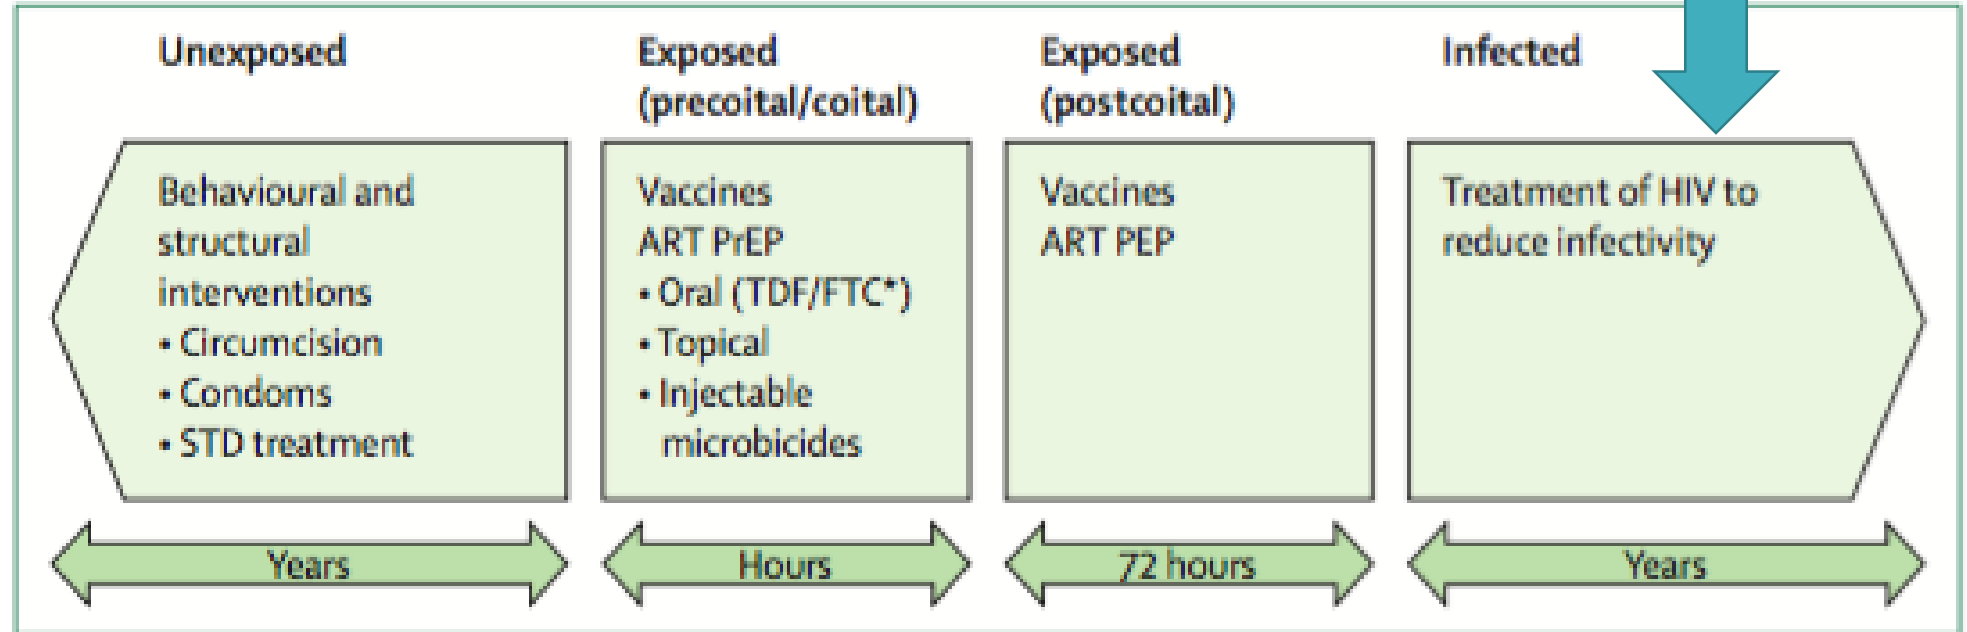 Unexposed
Behavioural and
structural
interventions
• Circumcision
• Condoms
• STD treatment
Years
Exposed
(precoital/coital)
Vaccines
ART PrEP
• Oral (TDF/FTC*)
• Topical
• Injectable
microbicides
Hours
Exposed
(postcoital)
Vaccines
ART PEP
72 hours
Infected
Treatment of HIV to
reduce infectivity
Years